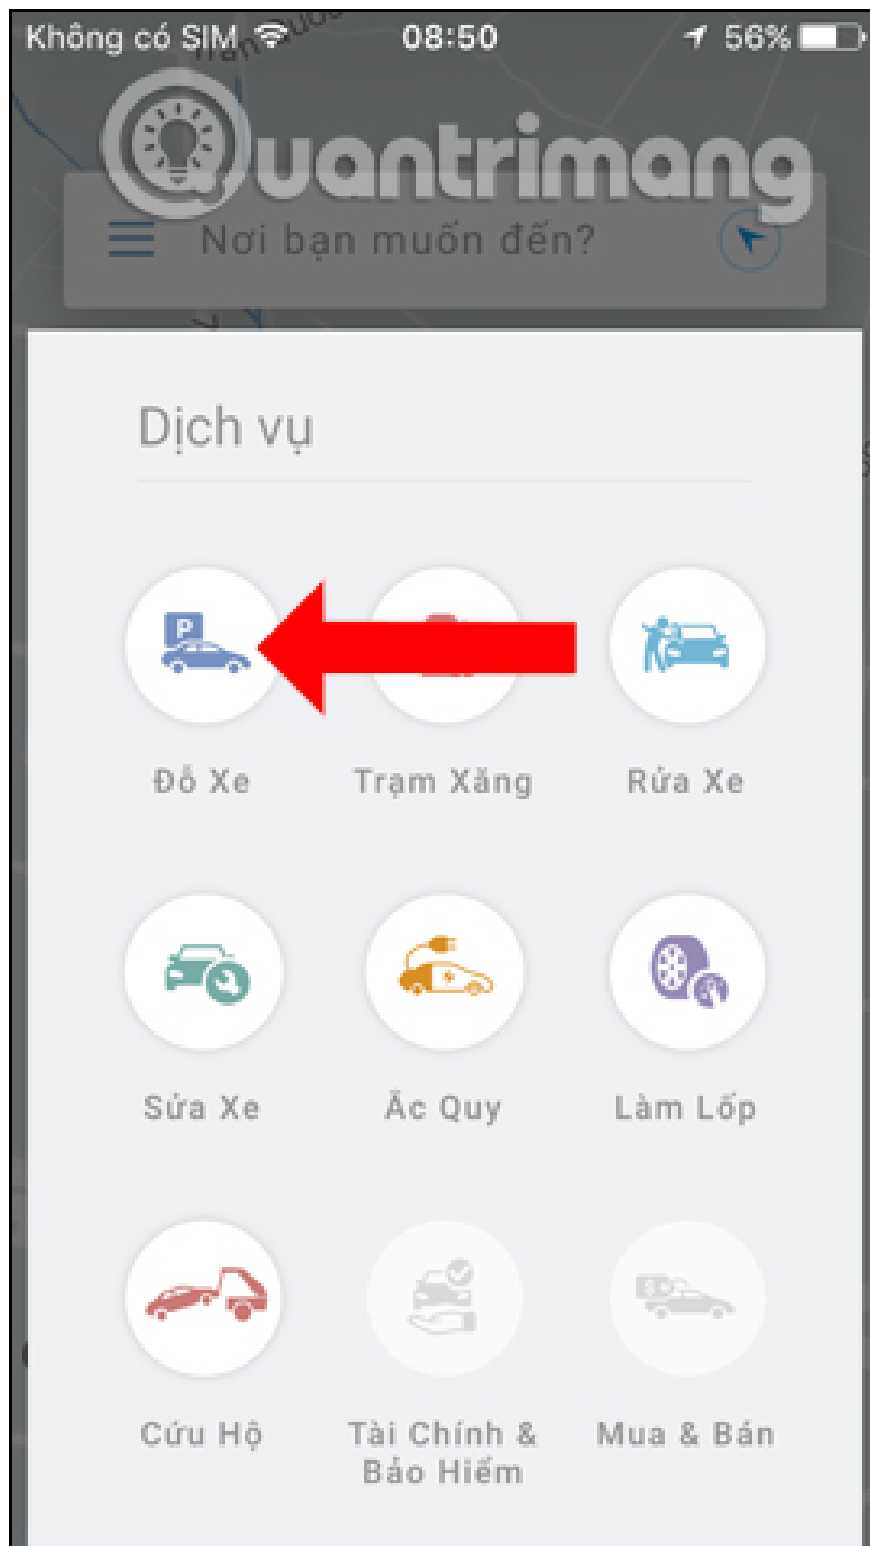 Không có SIM 08:50 56%
Quantrimang
Nơi bạn muốn đến?
Dịch vụ
P
Đỗ Xe Trạm Xăng Rửa Xe
Sửa Xe Ắc Quy Làm Lốp
Cứu Hộ Tài Chính & Mua & Bán
Bảo Hiểm